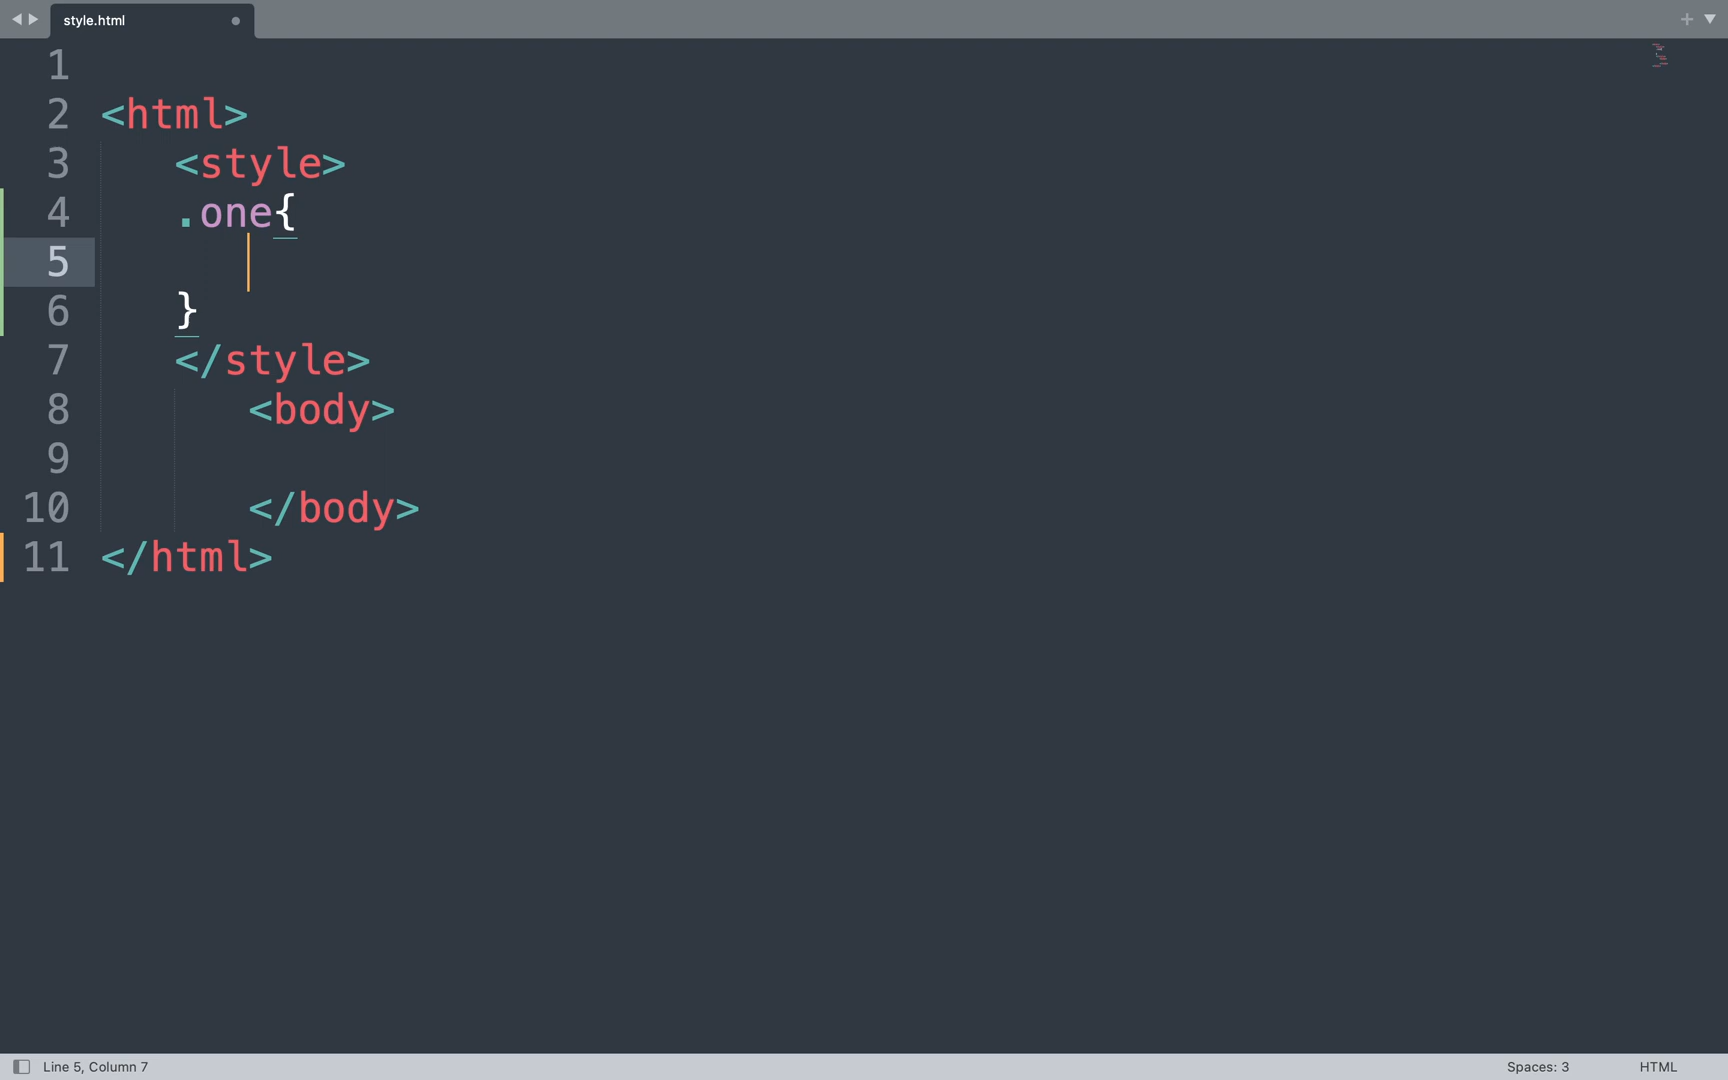 style.html
1
2 <html>
3 <style>
4 .one{
5
6 }
7 </style>
8 <body>
9
10 </body>
11 </html>
Line 5, Column 7 Spaces: 3 HTML